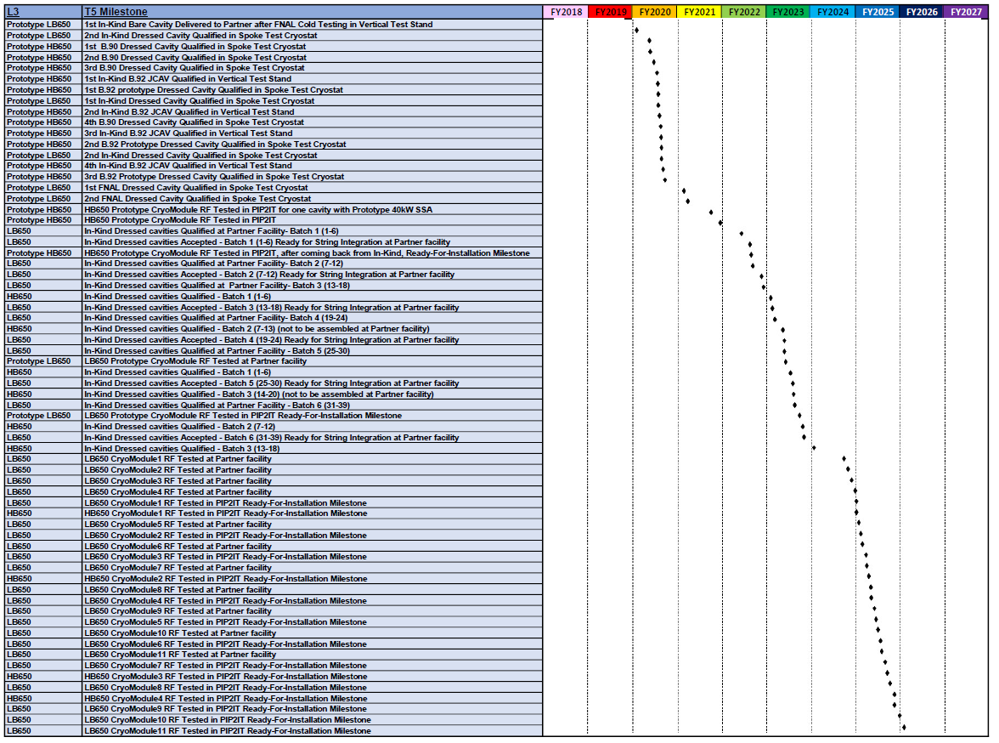 L3 T5 Milestone FY2018 FY2019 FY2020 FY2021 FY2022 FY2023 FY2024 FY2025 FY2026 FY2027
Prototype LB650 1st In-Kind Bare Cavity Delivered to Partner after FNAL Cold Testing in Vertical Test Stand
Prototype LB650 2nd In-Kind Dressed Cavity Qualified in Spoke Test Cryostat
Prototype HB650 1st B.90 Dressed Cavity Qualified in Spoke Test Cryostat
Prototype HB650 2nd B.90 Dressed Cavity Qualified in Spoke Test Cryostat
Prototype HB650 3rd B.90 Dressed Cavity Qualified in Spoke Test Cryostat
Prototype HB650 1st In-Kind B.92 JCAV Qualified in Vertical Test Stand
Prototype HB650 1st B.92 prototype Dressed Cavity Qualified in Spoke Test Cryostat
Prototype LB650 1st In-Kind Dressed Cavity Qualified in Spoke Test Cryostat
Prototype HB650 2nd In-Kind B.92 JCAV Qualified in Vertical Test Stand
Prototype HB650 4th B.90 Dressed Cavity Qualified in Spoke Test Cryostat
Prototype HB650 3rd In-Kind B.92 JCAV Qualified in Vertical Test Stand
Prototype HB650 2nd B.92 Prototype Dressed Cavity Qualified in Spoke Test Cryostat
Prototype LB650 2nd In-Kind Dressed Cavity Qualified in Spoke Test Cryostat
Prototype HB650 4th In-Kind B.92 JCAV Qualified in Vertical Test Stand
Prototype HB650 3rd B.92 Prototype Dressed Cavity Qualified in Spoke Test Cryostat
Prototype LB650 1st FNAL Dressed Cavity Qualified in Spoke Test Cryostat
Prototype LB650 2nd FNAL Dressed Cavity Qualified in Spoke Test Cryostat
Prototype HB650 HB650 Prototype CryoModule RF Tested in PIP2IT for one cavity with Prototype 40kW SSA
Prototype HB650 HB650 Prototype CryoModule RF Tested in PIP2IT
LB650 In-Kind Dressed cavities Qualified at Partner Facility- Batch 1 (1-6)
LB650 In-Kind Dressed cavities Accepted - Batch 1 (1-6) Ready for String Integration at Partner facility
Prototype HB650 HB650 Prototype CryoModule RF Tested in PIP2IT, after coming back from In-Kind, Ready-For-Installation Milestone
LB650 In-Kind Dressed cavities Qualified at Partner Facility- Batch 2 (7-12)
LB650 In-Kind Dressed cavities Accepted - Batch 2 (7-12) Ready for String Integration at Partner facility
LB650 In-Kind Dressed cavities Qualified at Partner Facility- Batch 3 (13-18)
HB650 In-Kind Dressed cavities Qualified - Batch 1 (1-6)
LB650 In-Kind Dressed cavities Accepted - Batch 3 (13-18) Ready for String Integration at Partner facility
LB650 In-Kind Dressed cavities Qualified at Partner Facility- Batch 4 (19-24)
HB650 In-Kind Dressed cavities Qualified - Batch 2 (7-13) (not to be assembled at Partner facility)
LB650 In-Kind Dressed cavities Accepted - Batch 4 (19-24) Ready for String Integration at Partner facility
LB650 In-Kind Dressed cavities Qualified at Partner Facility - Batch 5 (25-30)
Prototype LB650 LB650 Prototype CryoModule RF Tested at Partner facility
HB650 In-Kind Dressed cavities Qualified - Batch 1 (1-6)
LB650 In-Kind Dressed cavities Accepted - Batch 5 (25-30) Ready for String Integration at Partner facility
HB650 In-Kind Dressed cavities Qualified - Batch 3 (14-20) (not to be assembled at Partner facility)
LB650 In-Kind Dressed cavities Qualified at Partner Facility - Batch 6 (31-39)
Prototype LB650 LB650 Prototype CryoModule RF Tested in PIP2IT Ready-For-Installation Milestone
HB650 In-Kind Dressed cavities Qualified - Batch 2 (7-12)
LB650 In-Kind Dressed cavities Accepted - Batch 6 (31-39) Ready for String Integration at Partner facility
HB650 In-Kind Dressed cavities Qualified - Batch 3 (13-18)
LB650 LB650 CryoModule1 RF Tested at Partner facility
LB650 LB650 CryoModule2 RF Tested at Partner facility
LB650 LB650 CryoModule3 RF Tested at Partner facility
LB650 LB650 CryoModule4 RF Tested at Partner facility
LB650 LB650 CryoModule1 RF Tested in PIP2IT Ready-For-Installation Milestone
HB650 HB650 CryoModule1 RF Tested in PIP2IT Ready-For-Installation Milestone
LB650 LB650 CryoModule5 RF Tested at Partner facility
LB650 LB650 CryoModule2 RF Tested in PIP2IT Ready-For-Installation Milestone
LB650 LB650 CryoModule6 RF Tested at Partner facility
LB650 LB650 CryoModule3 RF Tested in PIP2IT Ready-For-Installation Milestone
LB650 LB650 CryoModule7 RF Tested at Partner facility
HB650 HB650 CryoModule2 RF Tested in PIP2IT Ready-For-Installation Milestone
LB650 LB650 CryoModule8 RF Tested at Partner facility
LB650 LB650 CryoModule4 RF Tested in PIP2IT Ready-For-Installation Milestone
LB650 LB650 CryoModule9 RF Tested at Partner facility
LB650 LB650 CryoModule5 RF Tested in PIP2IT Ready-For-Installation Milestone
LB650 LB650 CryoModule10 RF Tested at Partner facility
LB650 LB650 CryoModule6 RF Tested in PIP2IT Ready-For-Installation Milestone
LB650 LB650 CryoModule11 RF Tested at Partner facility
LB650 LB650 CryoModule7 RF Tested in PIP2IT Ready-For-Installation Milestone
HB650 HB650 CryoModule3 RF Tested in PIP2IT Ready-For-Installation Milestone
LB650 LB650 CryoModule8 RF Tested in PIP2IT Ready-For-Installation Milestone
HB650 HB650 CryoModule4 RF Tested in PIP2IT Ready-For-Installation Milestone
LB650 LB650 CryoModule9 RF Tested in PIP2IT Ready-For-Installation Milestone
LB650 LB650 CryoModule10 RF Tested in PIP2IT Ready-For-Installation Milestone
LB650 LB650 CryoModule11 RF Tested in PIP2IT Ready-For-Installation Milestone